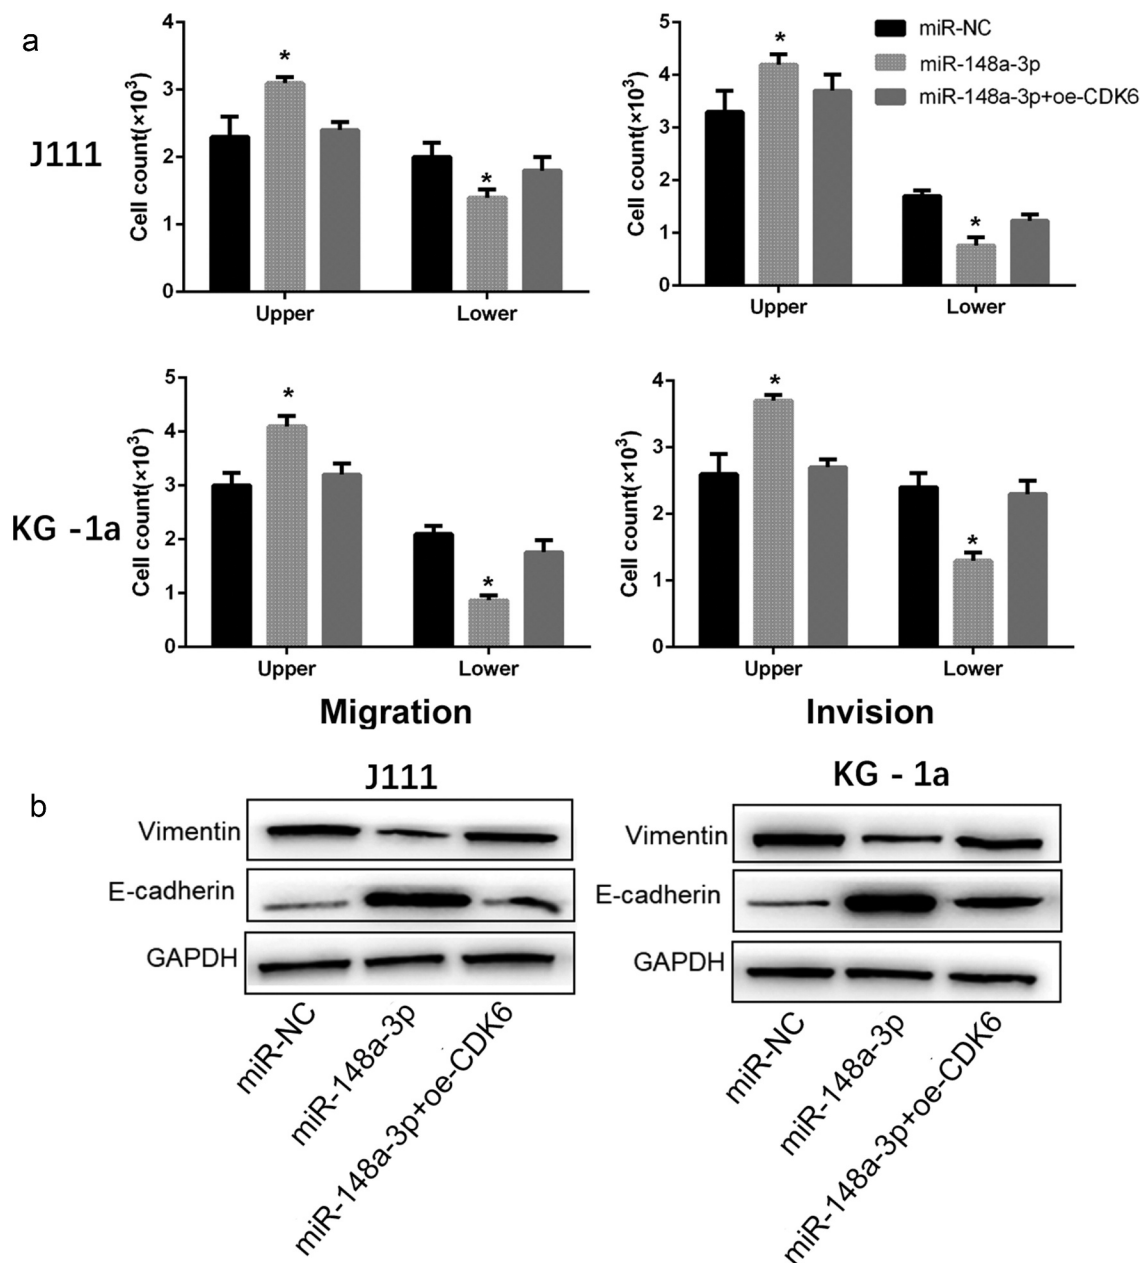 a
J111
Cell count(×10³)
4
3
2
1
0
*
*
Upper
Lower
Cell count(×10³)
5
4
3
2
1
0
*
*
Upper
Lower
miR-NC
miR-148a-3p
miR-148a-3p+oe-CDK6
KG -1a
Cell count(×10³)
5
4
3
2
1
0
*
*
Upper
Lower
Cell count(×10³)
4
3
2
1
0
*
*
Upper
Lower
Migration
Invision
b
J111
Vimentin
E-cadherin
GAPDH
miR-NC
miR-148a-3p
miR-148a-3p+oe-CDK6
KG - 1a
Vimentin
E-cadherin
GAPDH
miR-NC
miR-148a-3p
miR-148a-3p+oe-CDK6